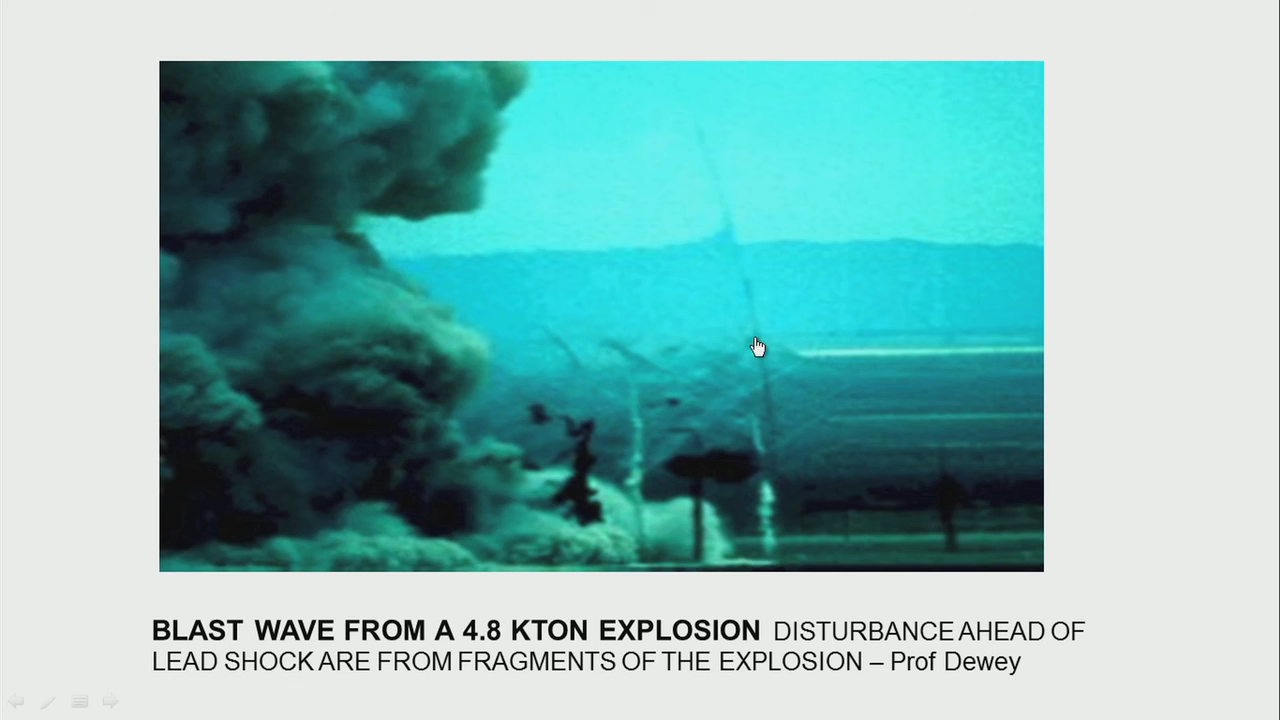 BLAST WAVE FROM A 4.8 KTON EXPLOSION DISTURBANCE AHEAD OF
LEAD SHOCK ARE FROM FRAGMENTS OF THE EXPLOSION – Prof Dewey